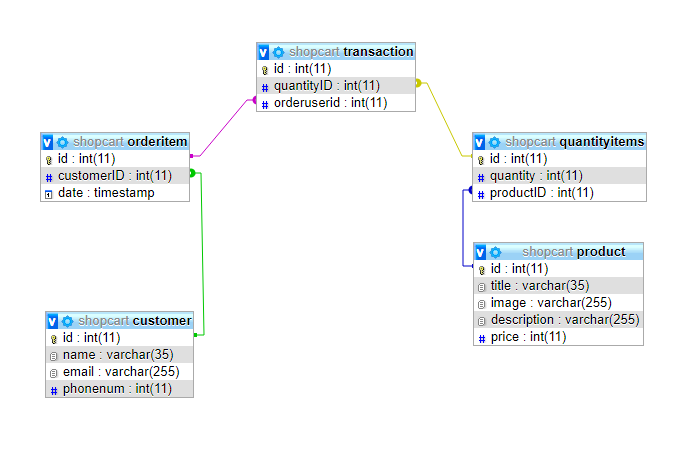 shopcart transaction
id : int(11)
quantityID : int(11)
orderuserid : int(11)
shopcart orderitem
id : int(11)
customerID : int(11)
date : timestamp
shopcart quantityitems
id : int(11)
quantity : int(11)
productID : int(11)
shopcart product
id : int(11)
title : varchar(35)
image : varchar(255)
description : varchar(255)
price : int(11)
shopcart customer
id : int(11)
name : varchar(35)
email : varchar(255)
phonenum : int(11)